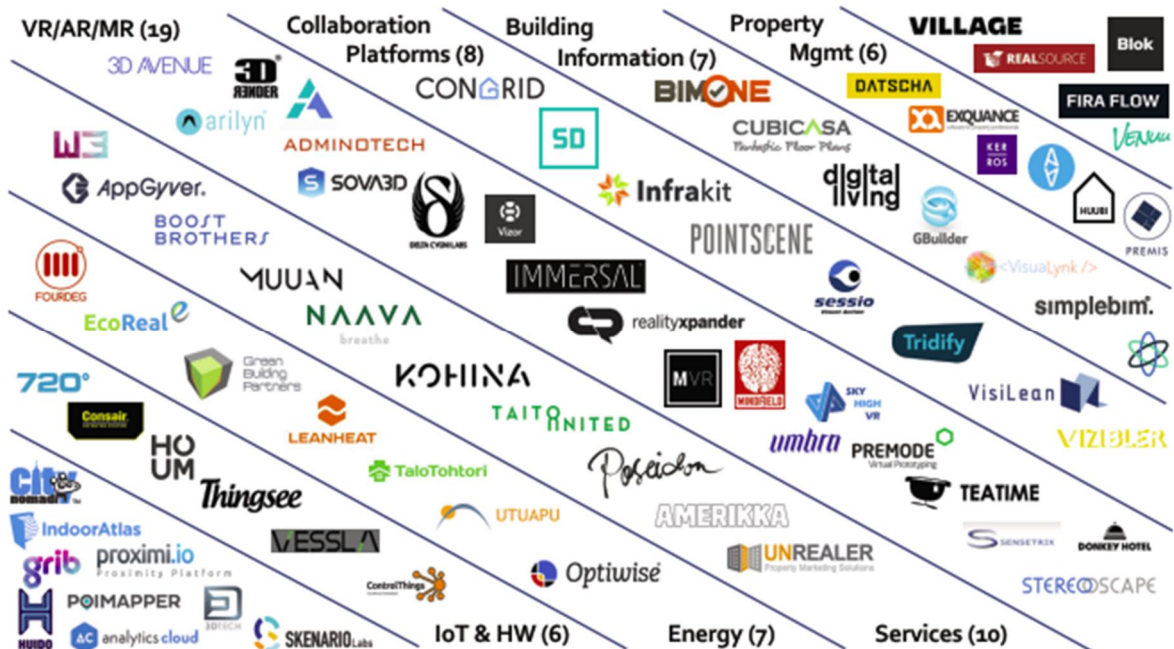 VR/AR/MR (19)
Collaboration
Platforms (8)
Building
Information (7)
Property
Mgmt (6)
VILLAGE
REALSOURCE
Blok
3D AVENUE
3D
RENDER
CONGRID
BIMONE
DATSCHA
FIRA FLOW
arilyn
ADMINOTECH
SD
CUBICASA
Fantastic Floor Plans
EXQUANCE
KER
ROS
VENUU
AppGyver.
SOVA3D
DELTA CYGNI LABS
Vizor
Infrakit
digital
living
GBuilder
HUUBI
PREMIS
BOOST
BROTHERS
POINTSCENE
<VisuaLynk />
FOURDEG
MUUAN
IMMERSAL
sessio
simplebim.
EcoReal e
NAAVA
breathe
realityxpander
Tridify
720°
Green
Building
Partners
KOHINA
MVR
MINDFIELD
SKY
HIGH
VR
VisiLean
Consair
LEANHEAT
TAITO
UNITED
umbra
PREMODE
Virtual Prototyping
VIZIBLER
HO
UM
TaloTohtori
Poseidon
TEATIME
city
nomadi
Thingsee
IndoorAtlas
VESSLA
UTUAPU
AMERIKKA
SENSETRIX
DONKEY HOTEL
grib
proximi.io
Proximity Platform
ControlThings
Optiwise
UNREALER
Property Marketing Solutions
STEREOSCAPE
HUIDO
POIMAPPER
3DTECH
AC analytics cloud
SKENARIO Labs
IoT & HW (6)
Energy (7)
Services (10)